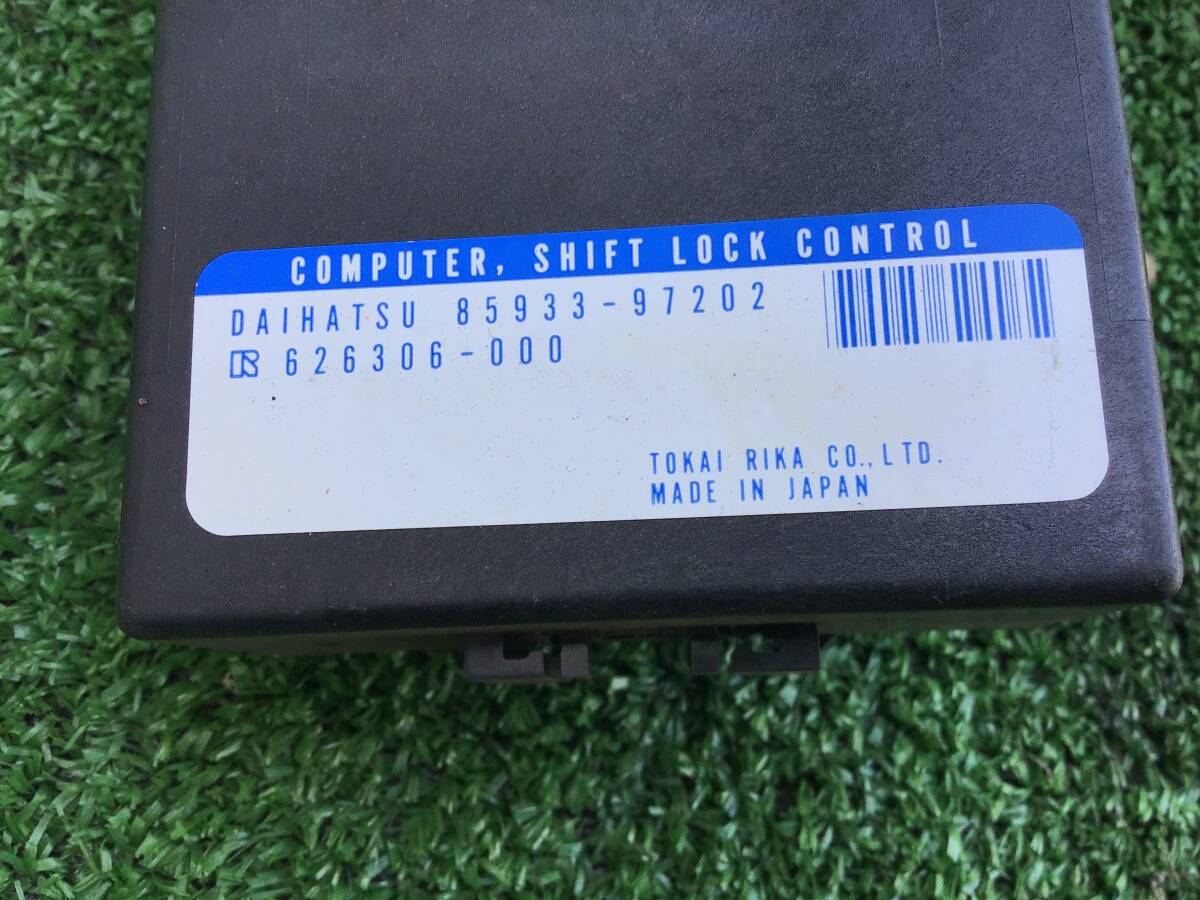 COMPUTER, SHIFT LOCK CONTROL
DAIHATSU 85933-97202
R 626306-000
TOKAI RIKA CO.,LTD.
MADE IN JAPAN